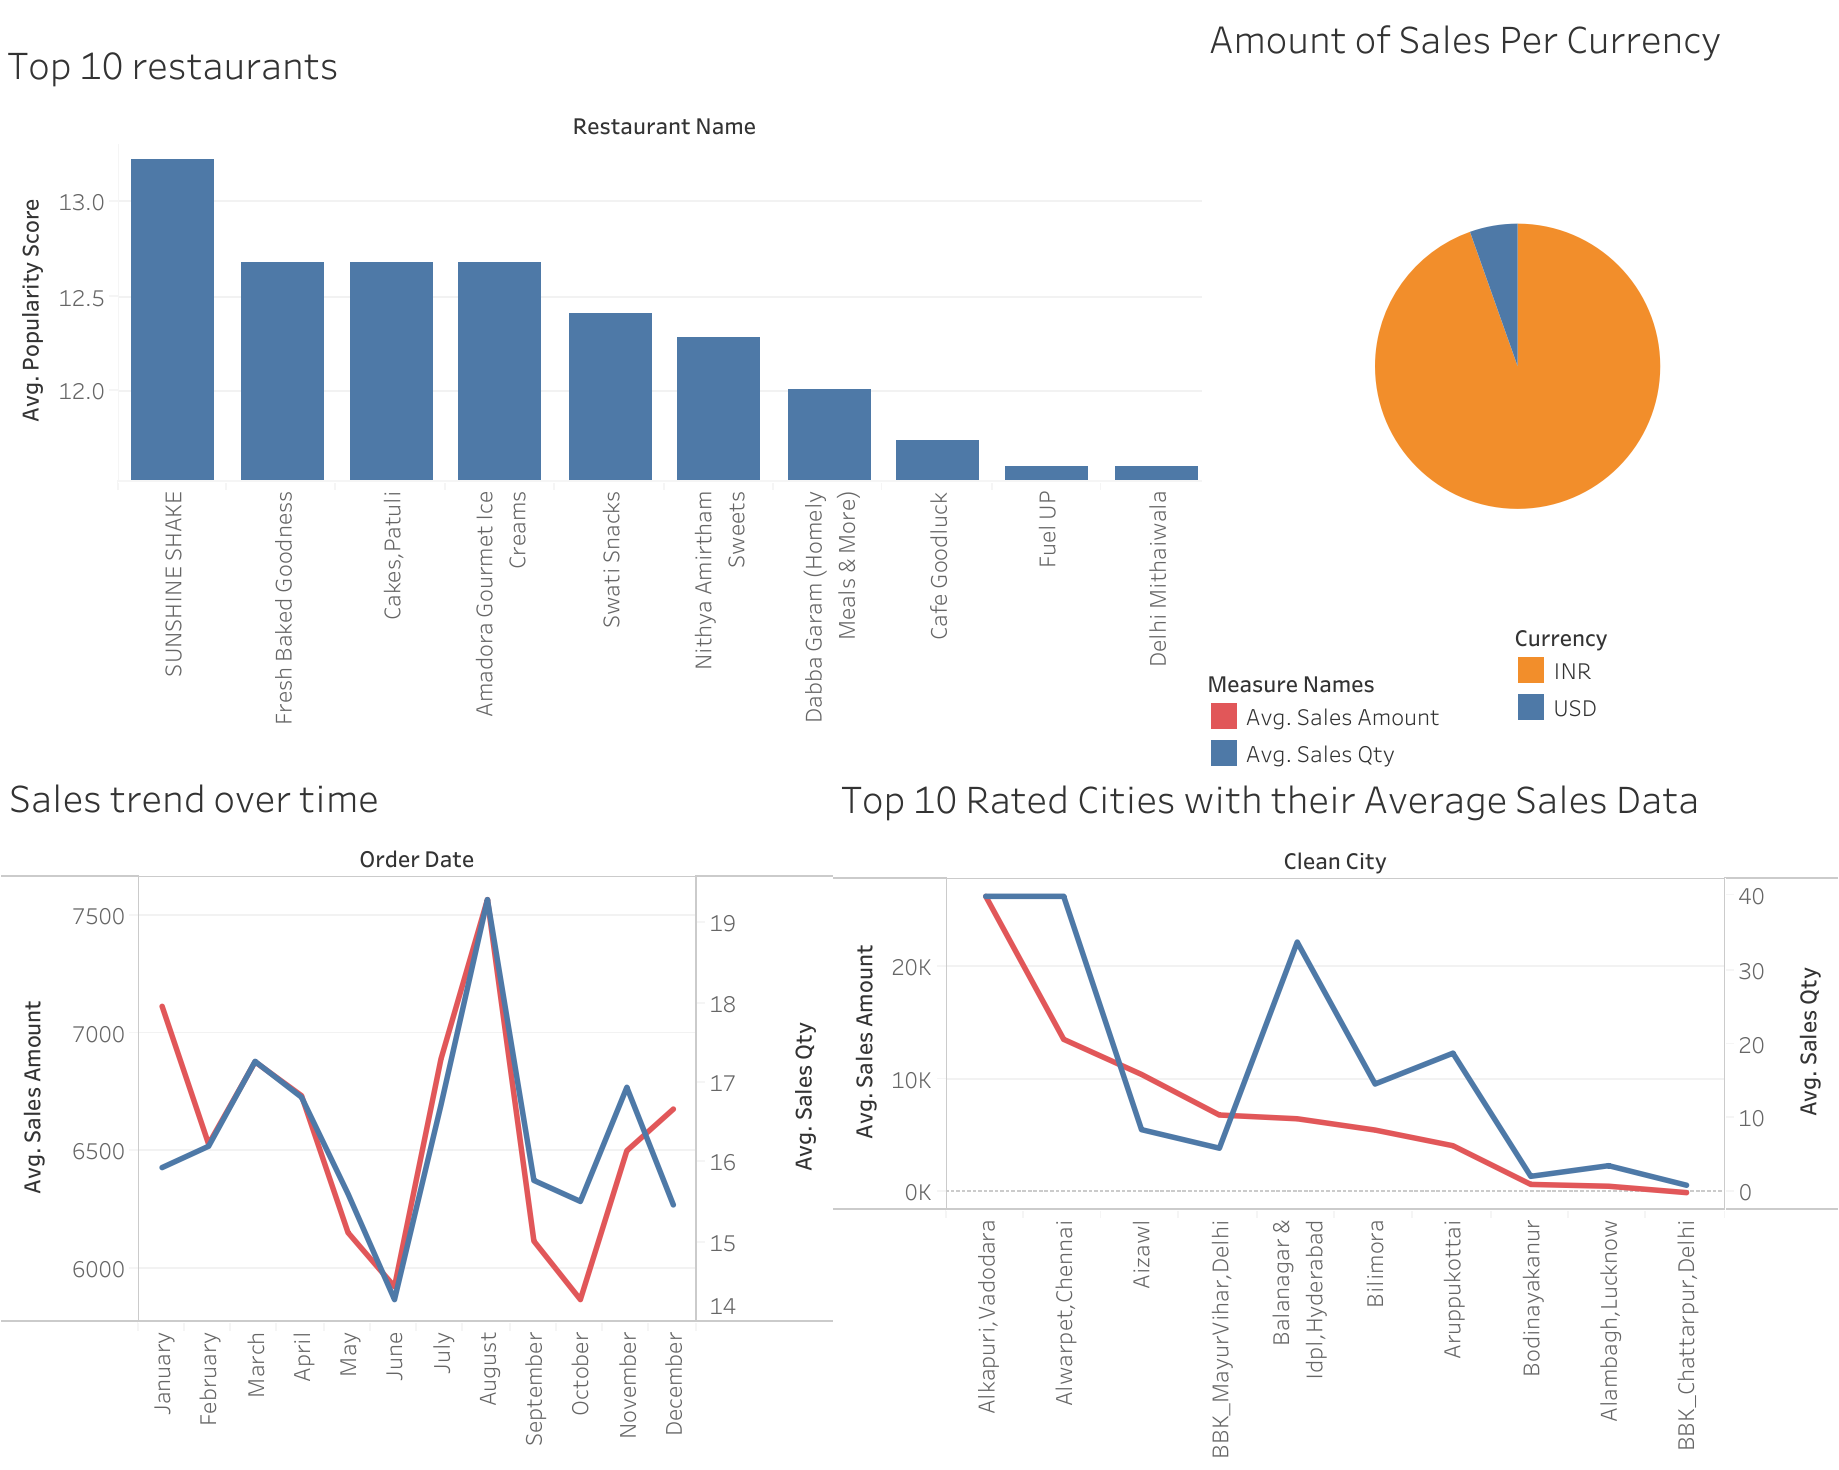 Top 10 restaurants
Restaurant Name
Avg. Popularity Score
13.0
12.5
12.0
SUNSHINE SHAKE
Fresh Baked Goodness
Cakes,Patuli
Amadora Gourmet Ice
Creams
Swati Snacks
Nithya Amirtham
Sweets
Dabba Garam (Homely
Meals & More)
Cafe Goodluck
Fuel UP
Delhi Mithaiwala
Amount of Sales Per Currency
Currency
INR
USD
Measure Names
Avg. Sales Amount
Avg. Sales Qty
Sales trend over time
Order Date
Avg. Sales Amount
7500
7000
6500
6000
19
18
17
16
15
14
Avg. Sales Qty
January
February
March
April
May
June
July
August
September
October
November
December
Top 10 Rated Cities with their Average Sales Data
Clean City
Avg. Sales Amount
20K
10K
0K
40
30
20
10
0
Avg. Sales Qty
Alkapuri,Vadodara
Alwarpet,Chennai
Aizawl
BBK_MayurVihar,Delhi
Balanagar &
Idpl,Hyderabad
Bilimora
Aruppukottai
Bodinayakanur
Alambagh,Lucknow
BBK_Chattarpur,Delhi